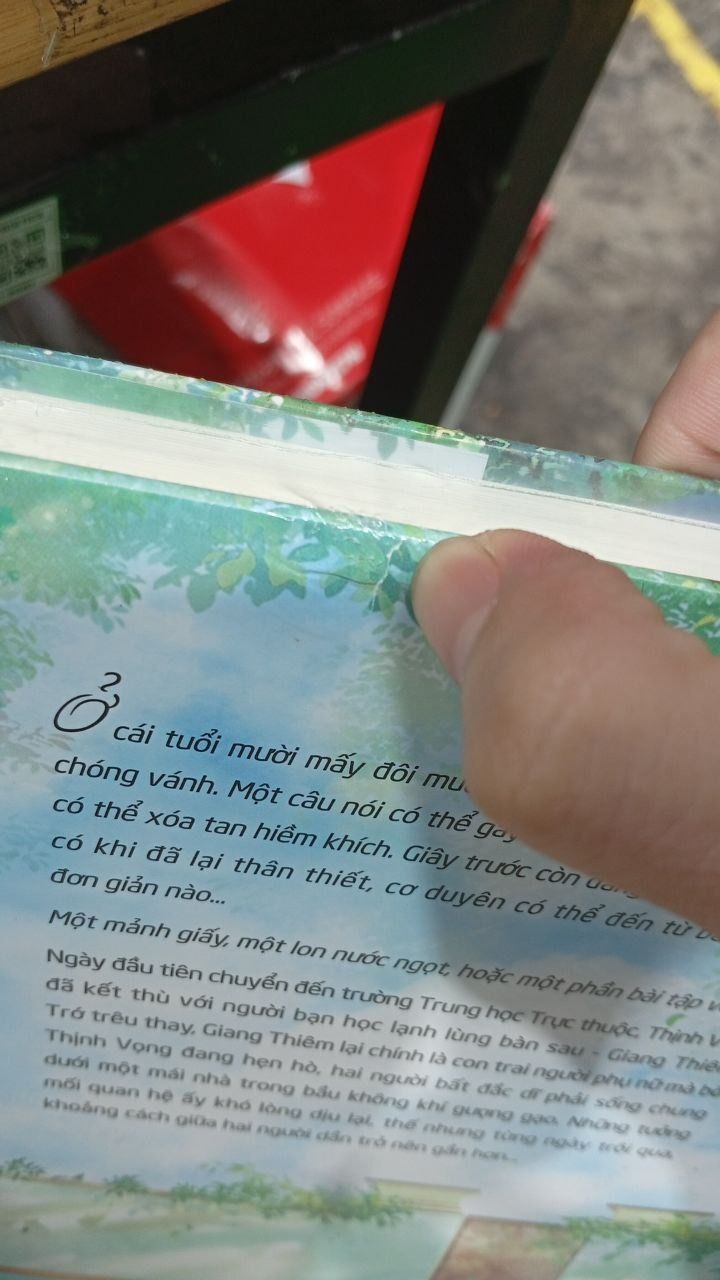 Ở cái tuổi mười mấy đôi mươi
chóng vánh. Một câu nói có thể gây
có thể xóa tan hiềm khích. Giây trước còn đang
có khi đã lại thân thiết, cơ duyên có thể đến từ
đơn giản nào...
Một mảnh giấy, một lon nước ngọt, hoặc một phần bài tập
Ngày đầu tiên chuyển đến trường Trung học Trực thuộc, Thịnh
đã kết thù với người bạn học lạnh lùng bàn sau - Giang Thiêm
Trớ trêu thay, Giang Thiêm lại chính là con trai người phụ nữ mà
Thịnh Vọng đang hẹn hò, hai người bất đắc dĩ phải sống chung
dưới một mái nhà trong bầu không khí gượng gạo. Những tưởng
mối quan hệ ấy khó lòng dịu lại, thế nhưng từng ngày trôi qua,
khoảng cách giữa hai người dần trở nên gần hơn...